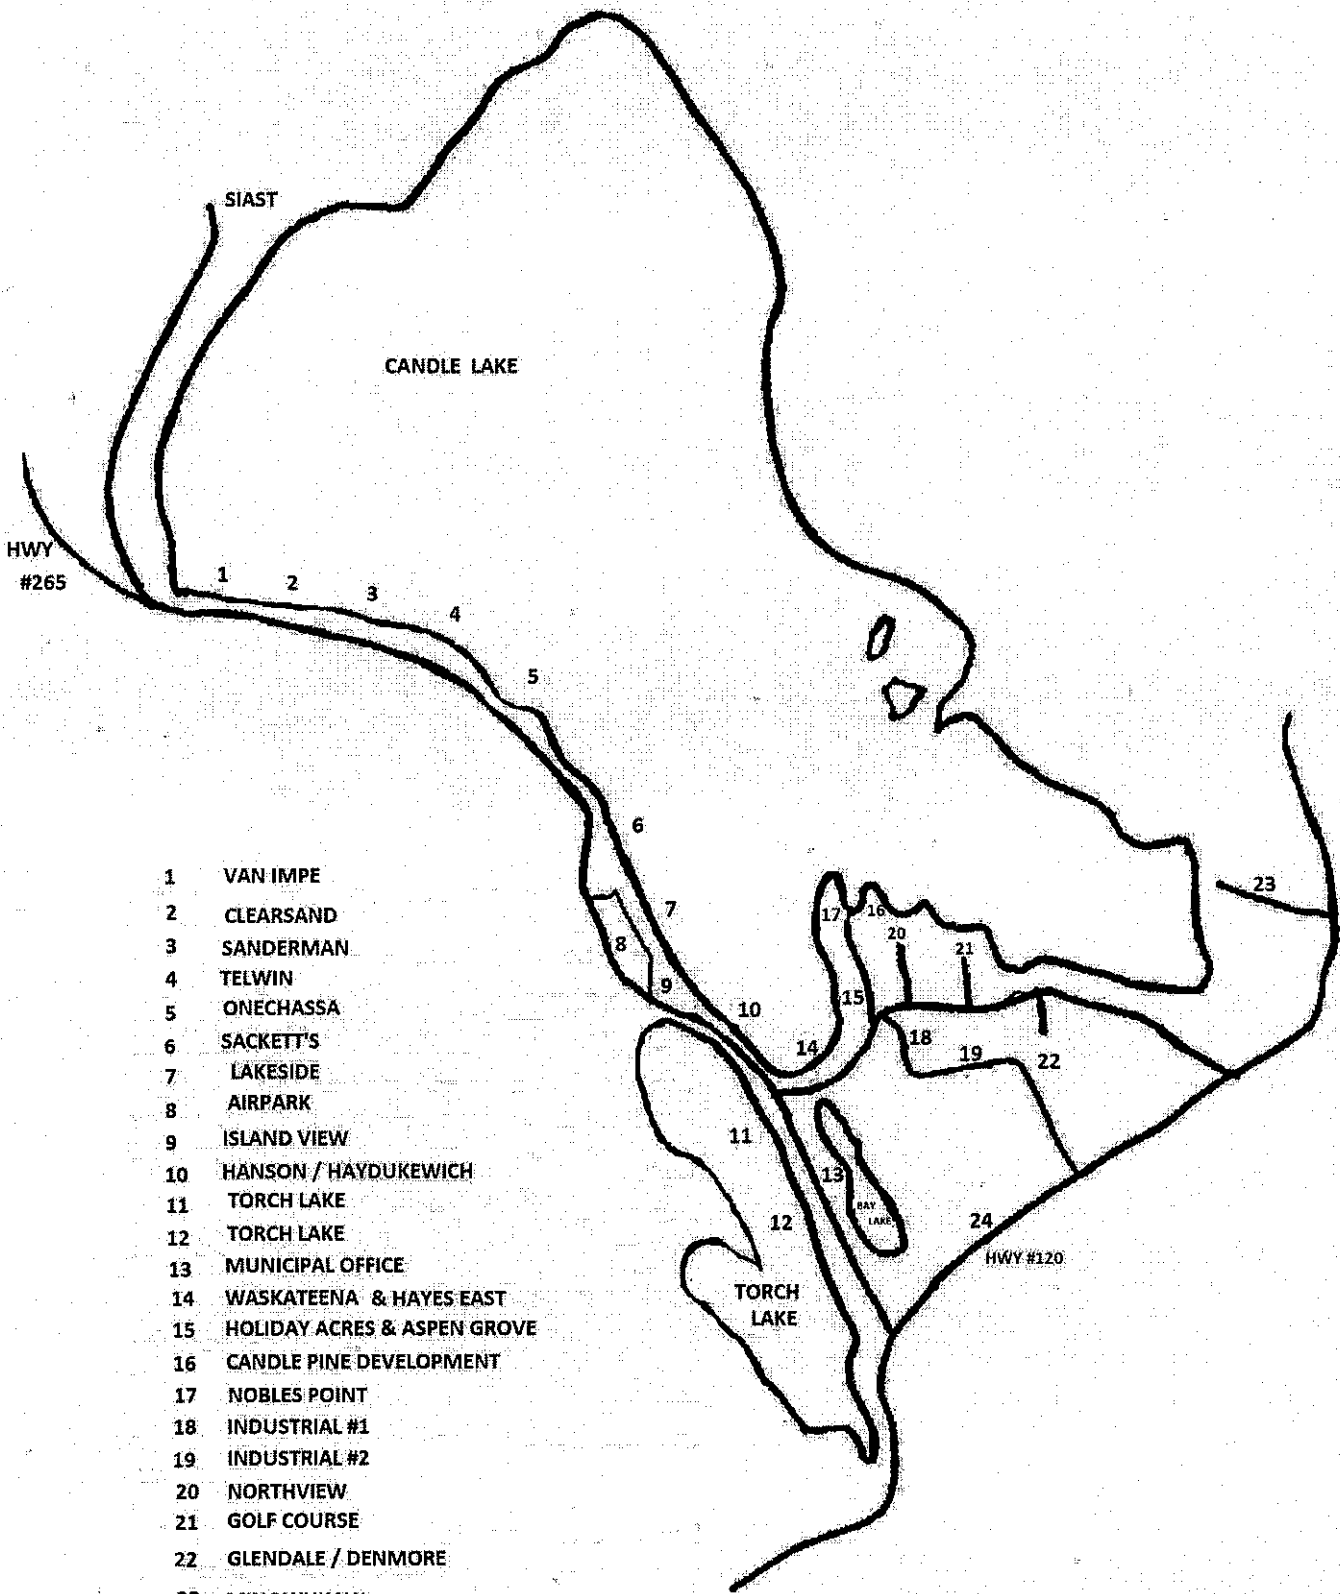 SIAST
CANDLE LAKE
HWY
#265
1
2
3
4
5
6
7
8
9
10
11
12
13
14
15
16
17
18
19
20
21
22
23
24
HWY #120
BAY
LAKE
TORCH
LAKE
1 VAN IMPE
2 CLEARSAND
3 SANDERMAN
4 TELWIN
5 ONECHASSA
6 SACKETT'S
7 LAKESIDE
8 AIRPARK
9 ISLAND VIEW
10 HANSON / HAYDUKEWICH
11 TORCH LAKE
12 TORCH LAKE
13 MUNICIPAL OFFICE
14 WASKATEENA & HAYES EAST
15 HOLIDAY ACRES & ASPEN GROVE
16 CANDLE PINE DEVELOPMENT
17 NOBLES POINT
18 INDUSTRIAL #1
19 INDUSTRIAL #2
20 NORTHVIEW
21 GOLF COURSE
22 GLENDALE / DENMORE